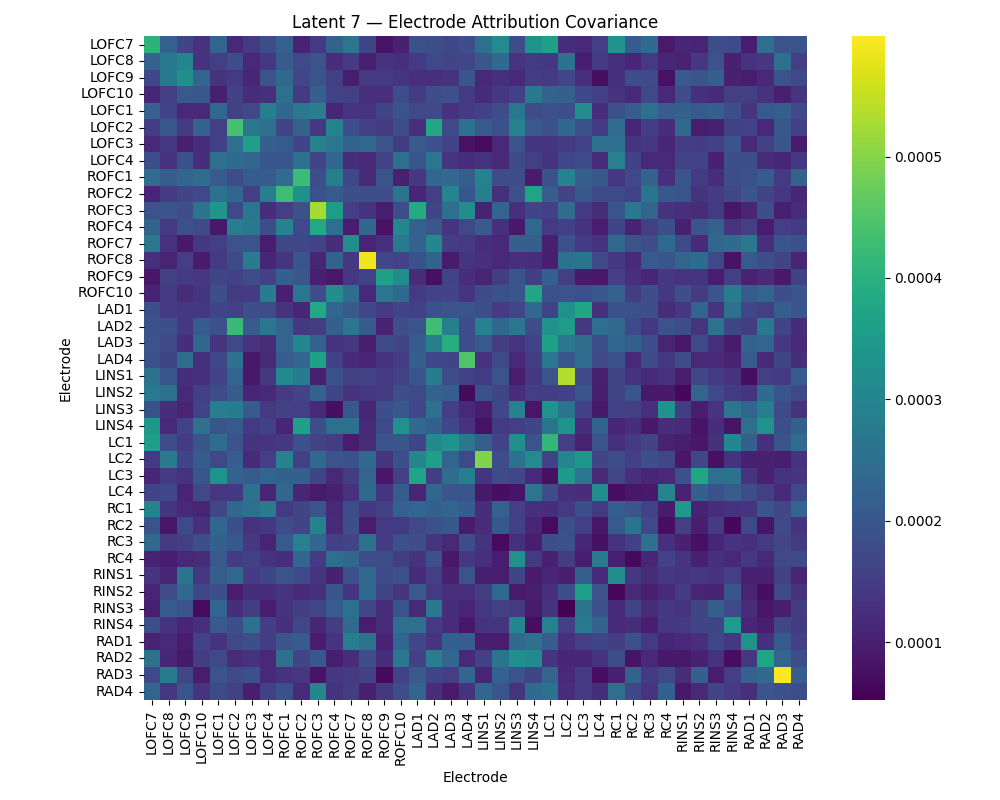 Latent 7 — Electrode Attribution Covariance
LOFC7
LOFC8
LOFC9
LOFC10
LOFC1
LOFC2
LOFC3
LOFC4
ROFC1
ROFC2
ROFC3
ROFC4
ROFC7
ROFC8
ROFC9
ROFC10
LAD1
LAD2
LAD3
LAD4
LINS1
LINS2
LINS3
LINS4
LC1
LC2
LC3
LC4
RC1
RC2
RC3
RC4
RINS1
RINS2
RINS3
RINS4
RAD1
RAD2
RAD3
RAD4
Electrode
LOFC7 LOFC8 LOFC9 LOFC10 LOFC1 LOFC2 LOFC3 LOFC4 ROFC1 ROFC2 ROFC3 ROFC4 ROFC7 ROFC8 ROFC9 ROFC10 LAD1 LAD2 LAD3 LAD4 LINS1 LINS2 LINS3 LINS4 LC1 LC2 LC3 LC4 RC1 RC2 RC3 RC4 RINS1 RINS2 RINS3 RINS4 RAD1 RAD2 RAD3 RAD4
Electrode
0.0005
0.0004
0.0003
0.0002
0.0001